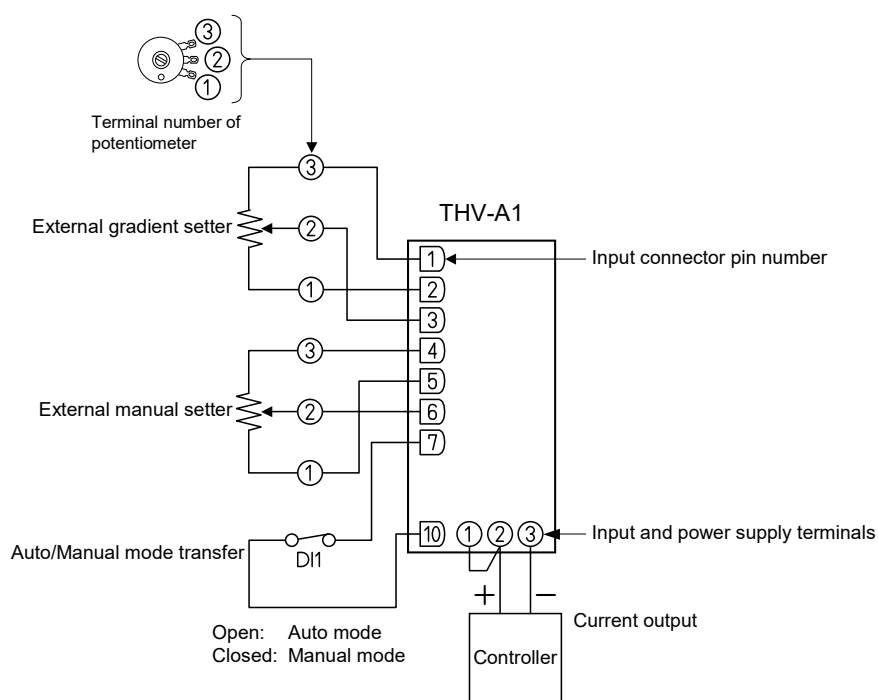 ③
②
①
Terminal number of
potentiometer
③
THV-A1
External gradient setter
②
1
Input connector pin number
①
2
3
③
4
5
External manual setter
②
6
7
①
10
①
②
③
Input and power supply terminals
Auto/Manual mode transfer
DI1
+
−
Current output
Open: Auto mode
Closed: Manual mode
Controller